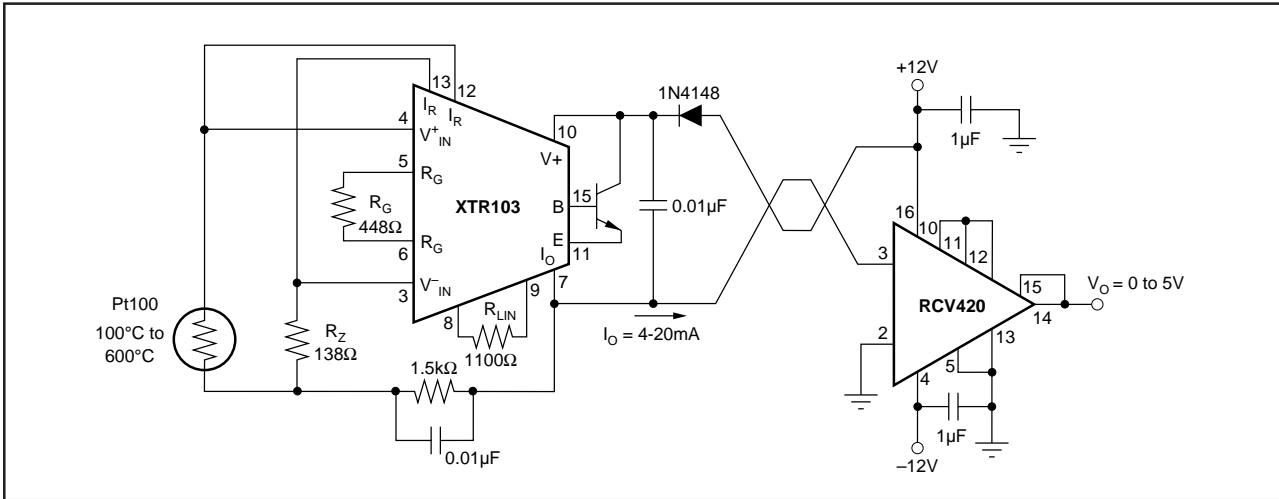 13
12
I_R
I_R
4
V⁺_IN
10
V+
5
R_G
R_G
448Ω
XTR103
B
15
0.01µF
R_G
6
E
11
I_O
7
V⁻_IN
3
9
R_LIN
8
1100Ω
Pt100
100°C to
600°C
R_Z
138Ω
1.5kΩ
0.01µF
I_O = 4-20mA
1N4148
+12V
1µF
16
10
11
12
3
RCV420
15
14
V_O = 0 to 5V
2
13
5
4
1µF
–12V